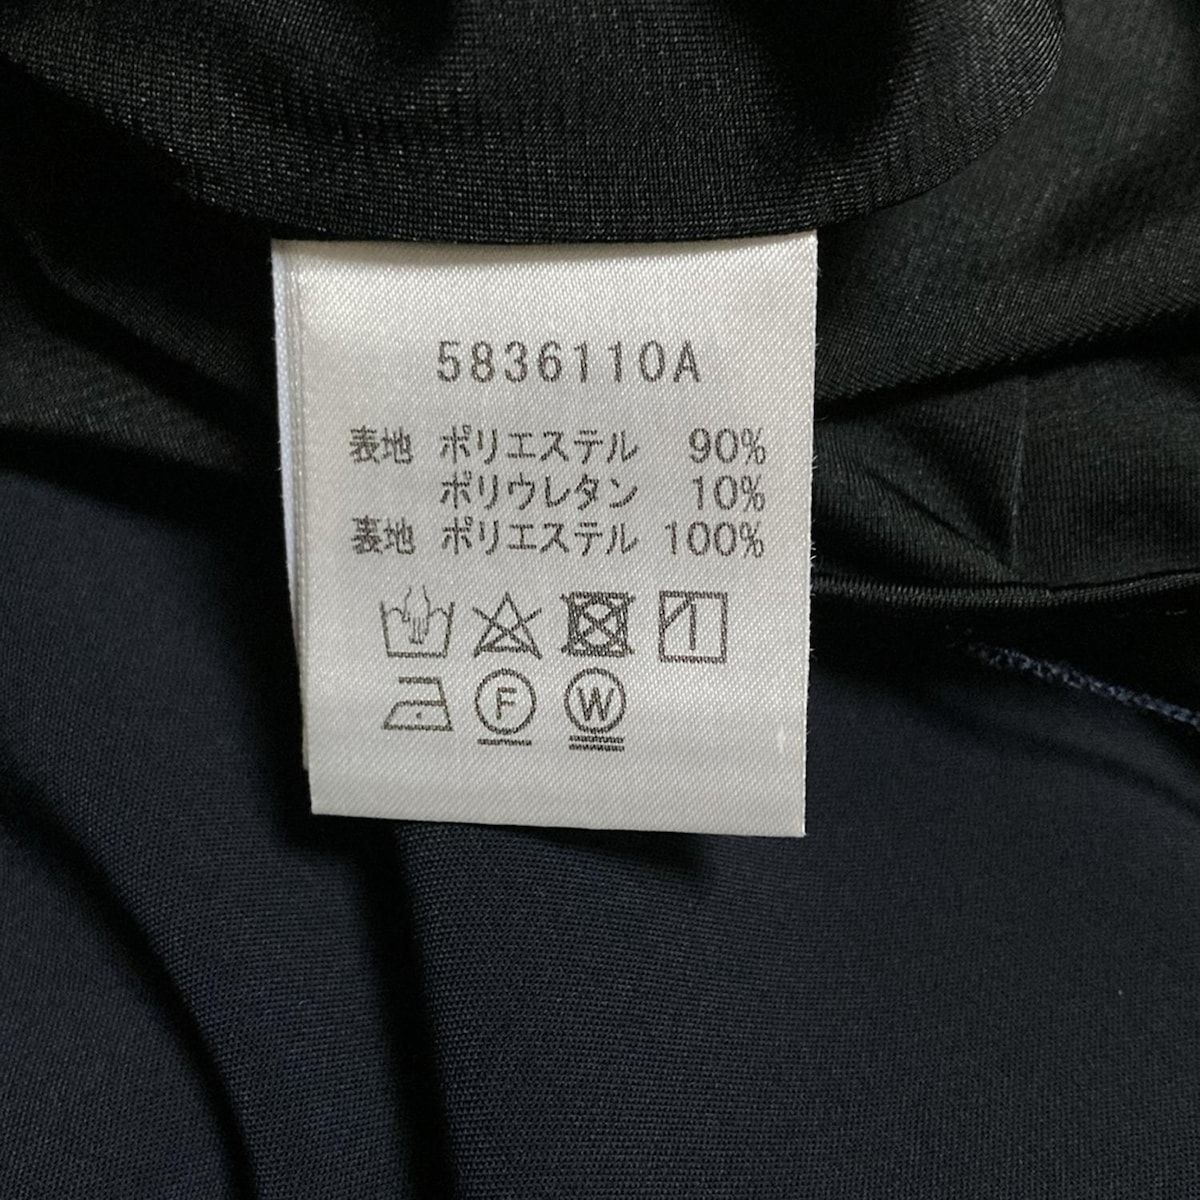 5836110A
表地 ポリエステル 90%
ポリウレタン 10%
裏地 ポリエステル 100%
F W